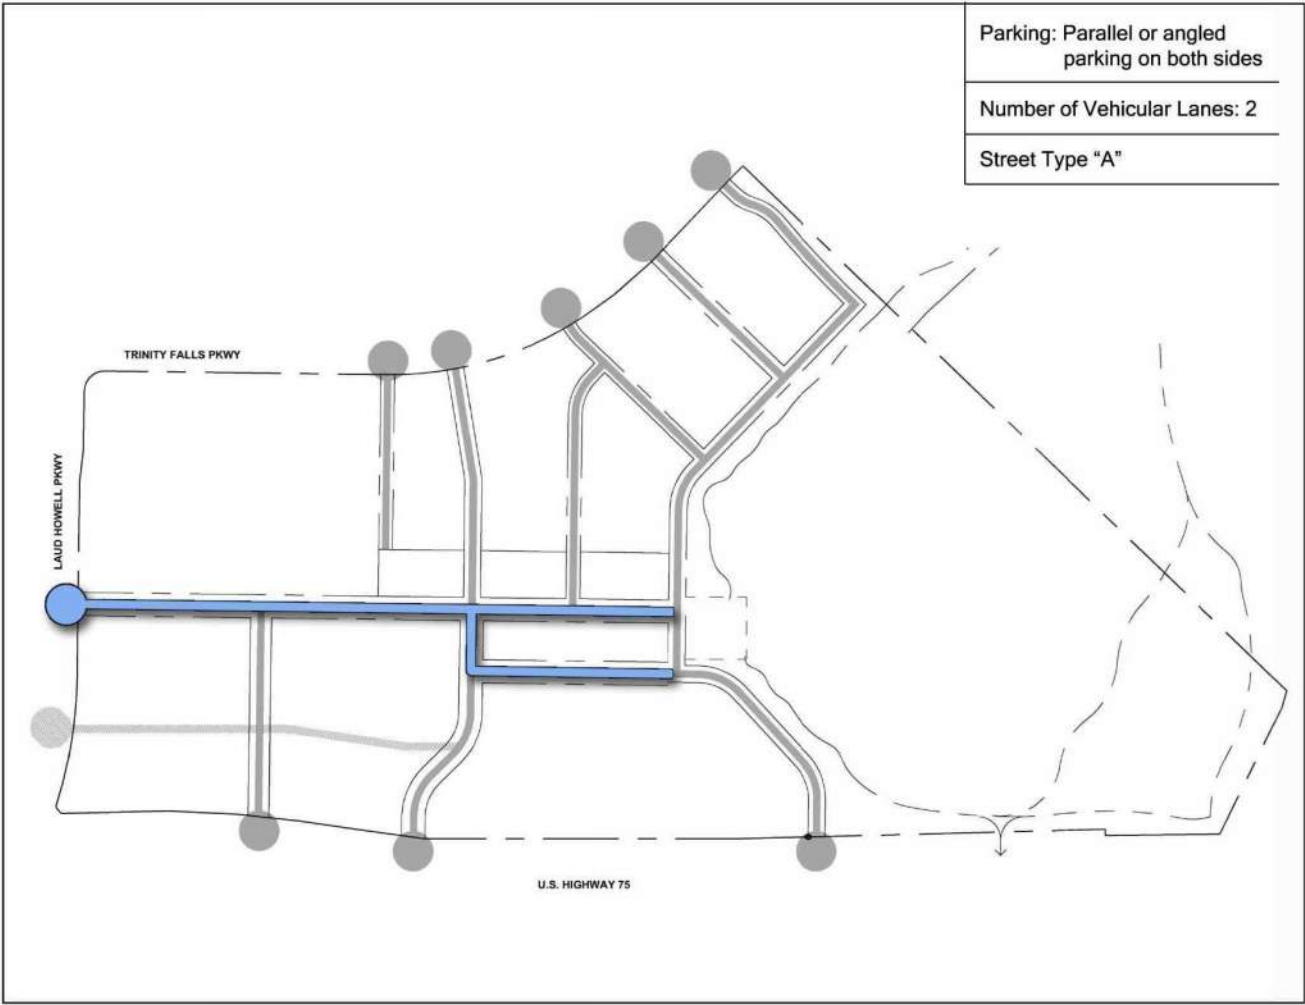 Parking: Parallel or angled
parking on both sides
Number of Vehicular Lanes: 2
Street Type “A”
TRINITY FALLS PKWY
LAUD HOWELL PKWY
U.S. HIGHWAY 75